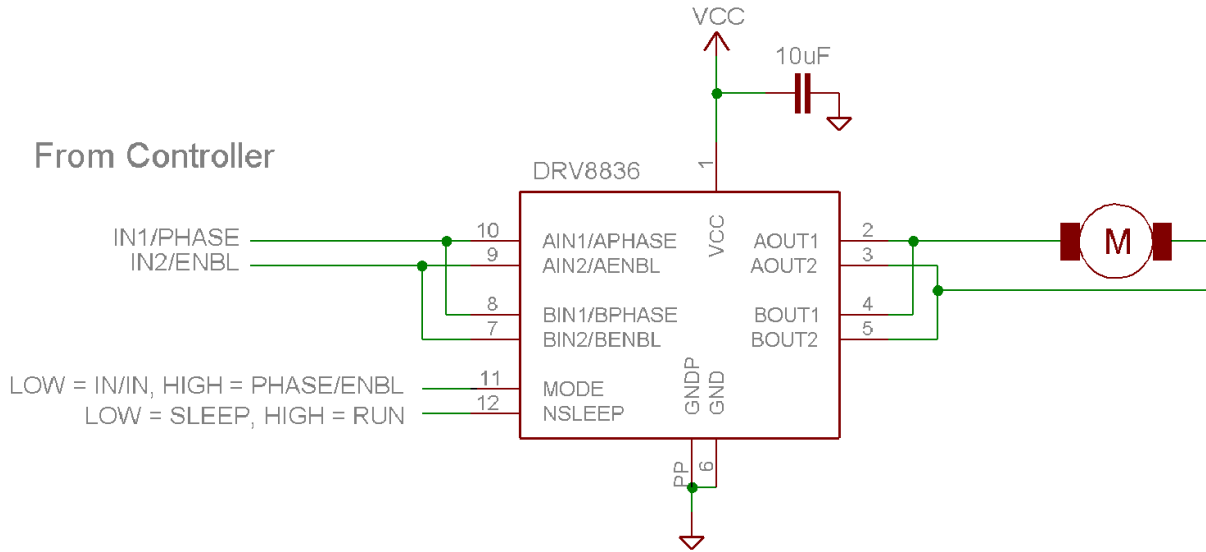 VCC
10uF
From Controller
1
DRV8836
IN1/PHASE 10 AIN1/APHASE VCC AOUT1 2 M
IN2/ENBL 9 AIN2/AENBL AOUT2 3
8 BIN1/BPHASE BOUT1 4
7 BIN2/BENBL BOUT2 5
LOW = IN/IN, HIGH = PHASE/ENBL 11 MODE GNDP GND
LOW = SLEEP, HIGH = RUN 12 NSLEEP
PP 6